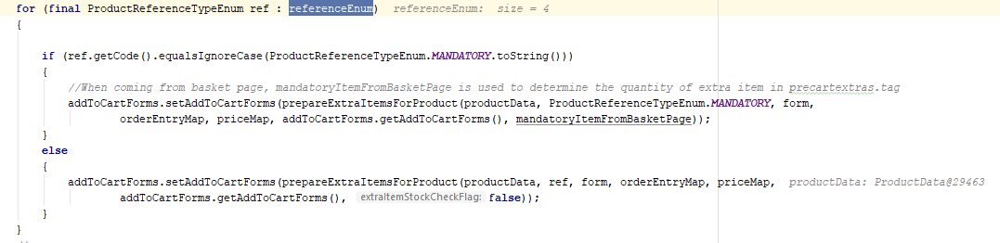 for (final ProductReferenceTypeEnum ref : referenceEnum) referenceEnum: size = 4
{
if (ref.getCode().equalsIgnoreCase(ProductReferenceTypeEnum.MANDATORY.toString()))
{
//When coming from basket page, mandatoryItemFromBasketPage is used to determine the quantity of extra item in precartextras.tag
addToCartForms.setAddToCartForms(prepareExtraItemsForProduct(productData, ProductReferenceTypeEnum.MANDATORY, form,
orderEntryMap, priceMap, addToCartForms.getAddToCartForms(), mandatoryItemFromBasketPage));
}
else
{
addToCartForms.setAddToCartForms(prepareExtraItemsForProduct(productData, ref, form, orderEntryMap, priceMap, productData: ProductData@29463
addToCartForms.getAddToCartForms(), extraItemStockCheckFlag: false));
}
}